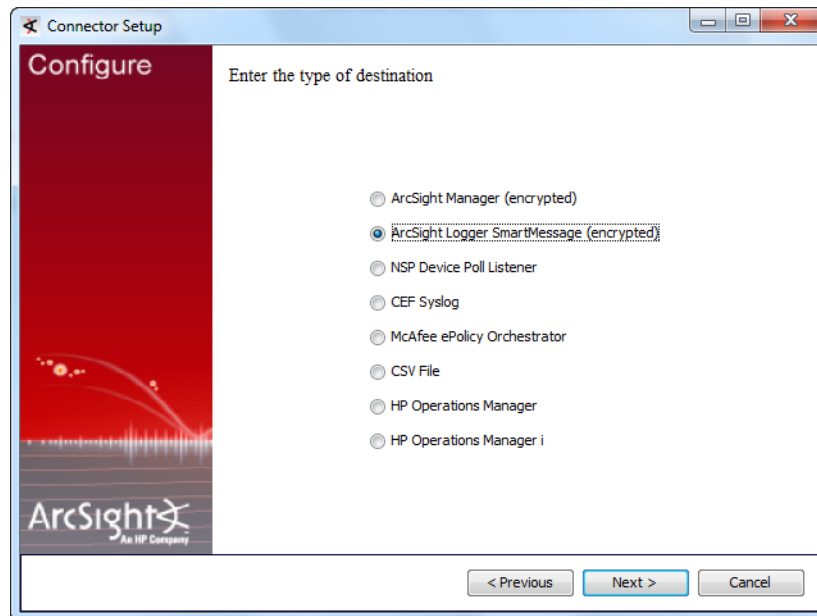 Connector Setup
Configure
Enter the type of destination
ArcSight Manager (encrypted)
ArcSight Logger SmartMessage (encrypted)
NSP Device Poll Listener
CEF Syslog
McAfee ePolicy Orchestrator
CSV File
HP Operations Manager
HP Operations Manager i
ArcSight
An HP Company
< Previous Next > Cancel